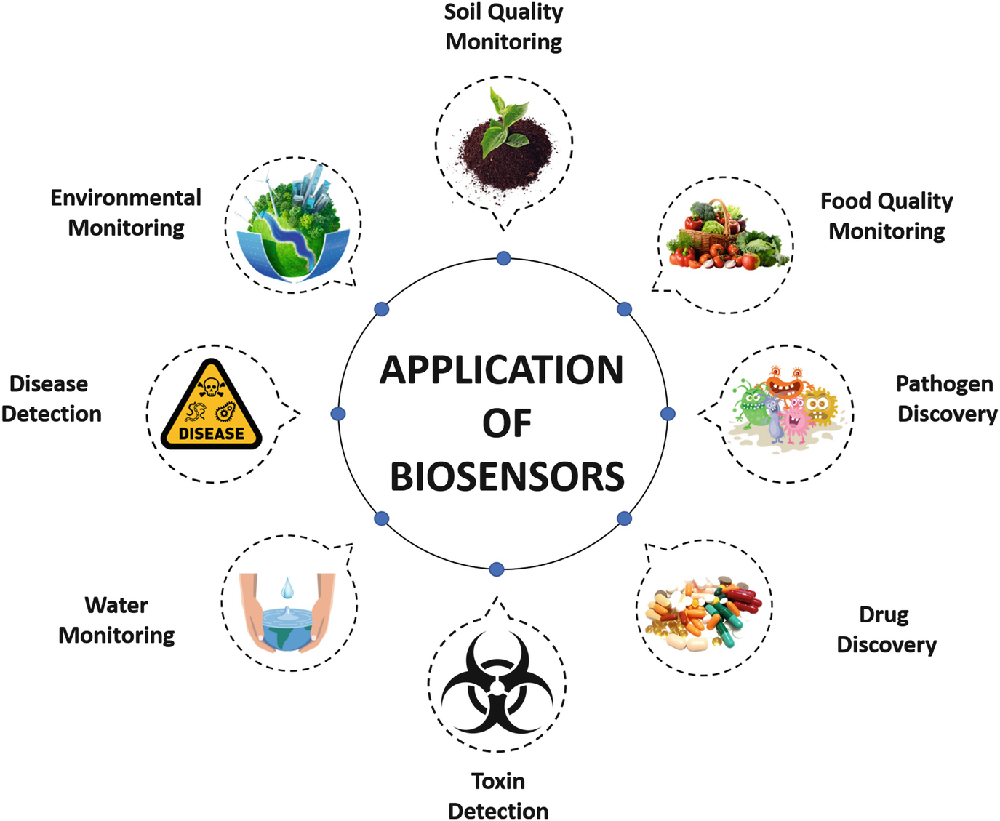 Soil Quality
Monitoring
Environmental
Monitoring
Food Quality
Monitoring
APPLICATION
OF
BIOSENSORS
Disease
Detection
DISEASE
Pathogen
Discovery
Water
Monitoring
Drug
Discovery
Toxin
Detection